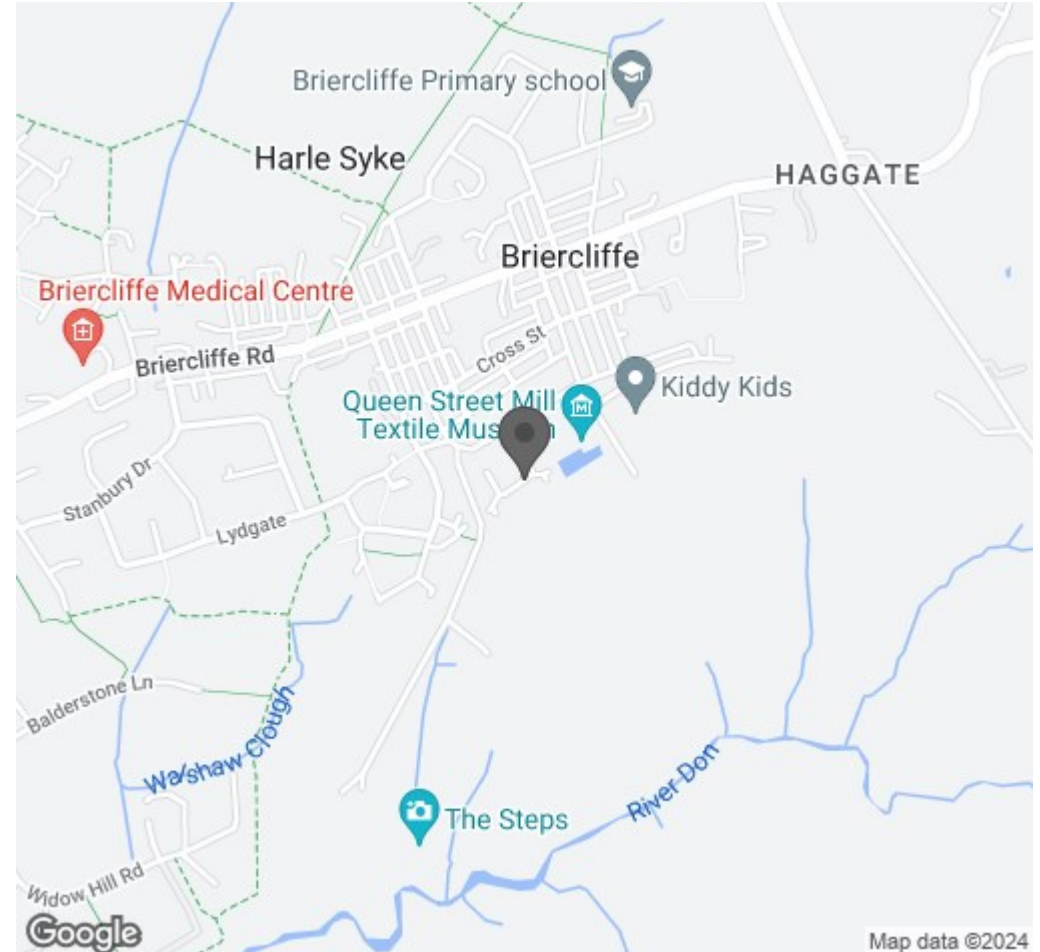 Briercliffe Primary school
Harle Syke
HAGGATE
Briercliffe
Briercliffe Medical Centre
Briercliffe Rd
Cross St
Kiddy Kids
Queen Street Mill
Textile Mus
Stanbury Dr
Lydgate
Balderstone Ln
Walshaw Clough
River Don
The Steps
Widow Hill Rd
Google
Map data ©2024